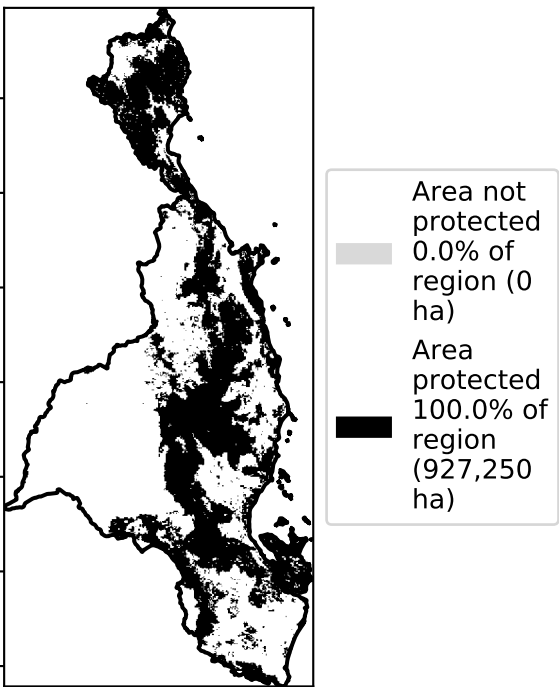 Area not
protected
0.0% of
region (0
ha)
Area
protected
100.0% of
region
(927,250
ha)